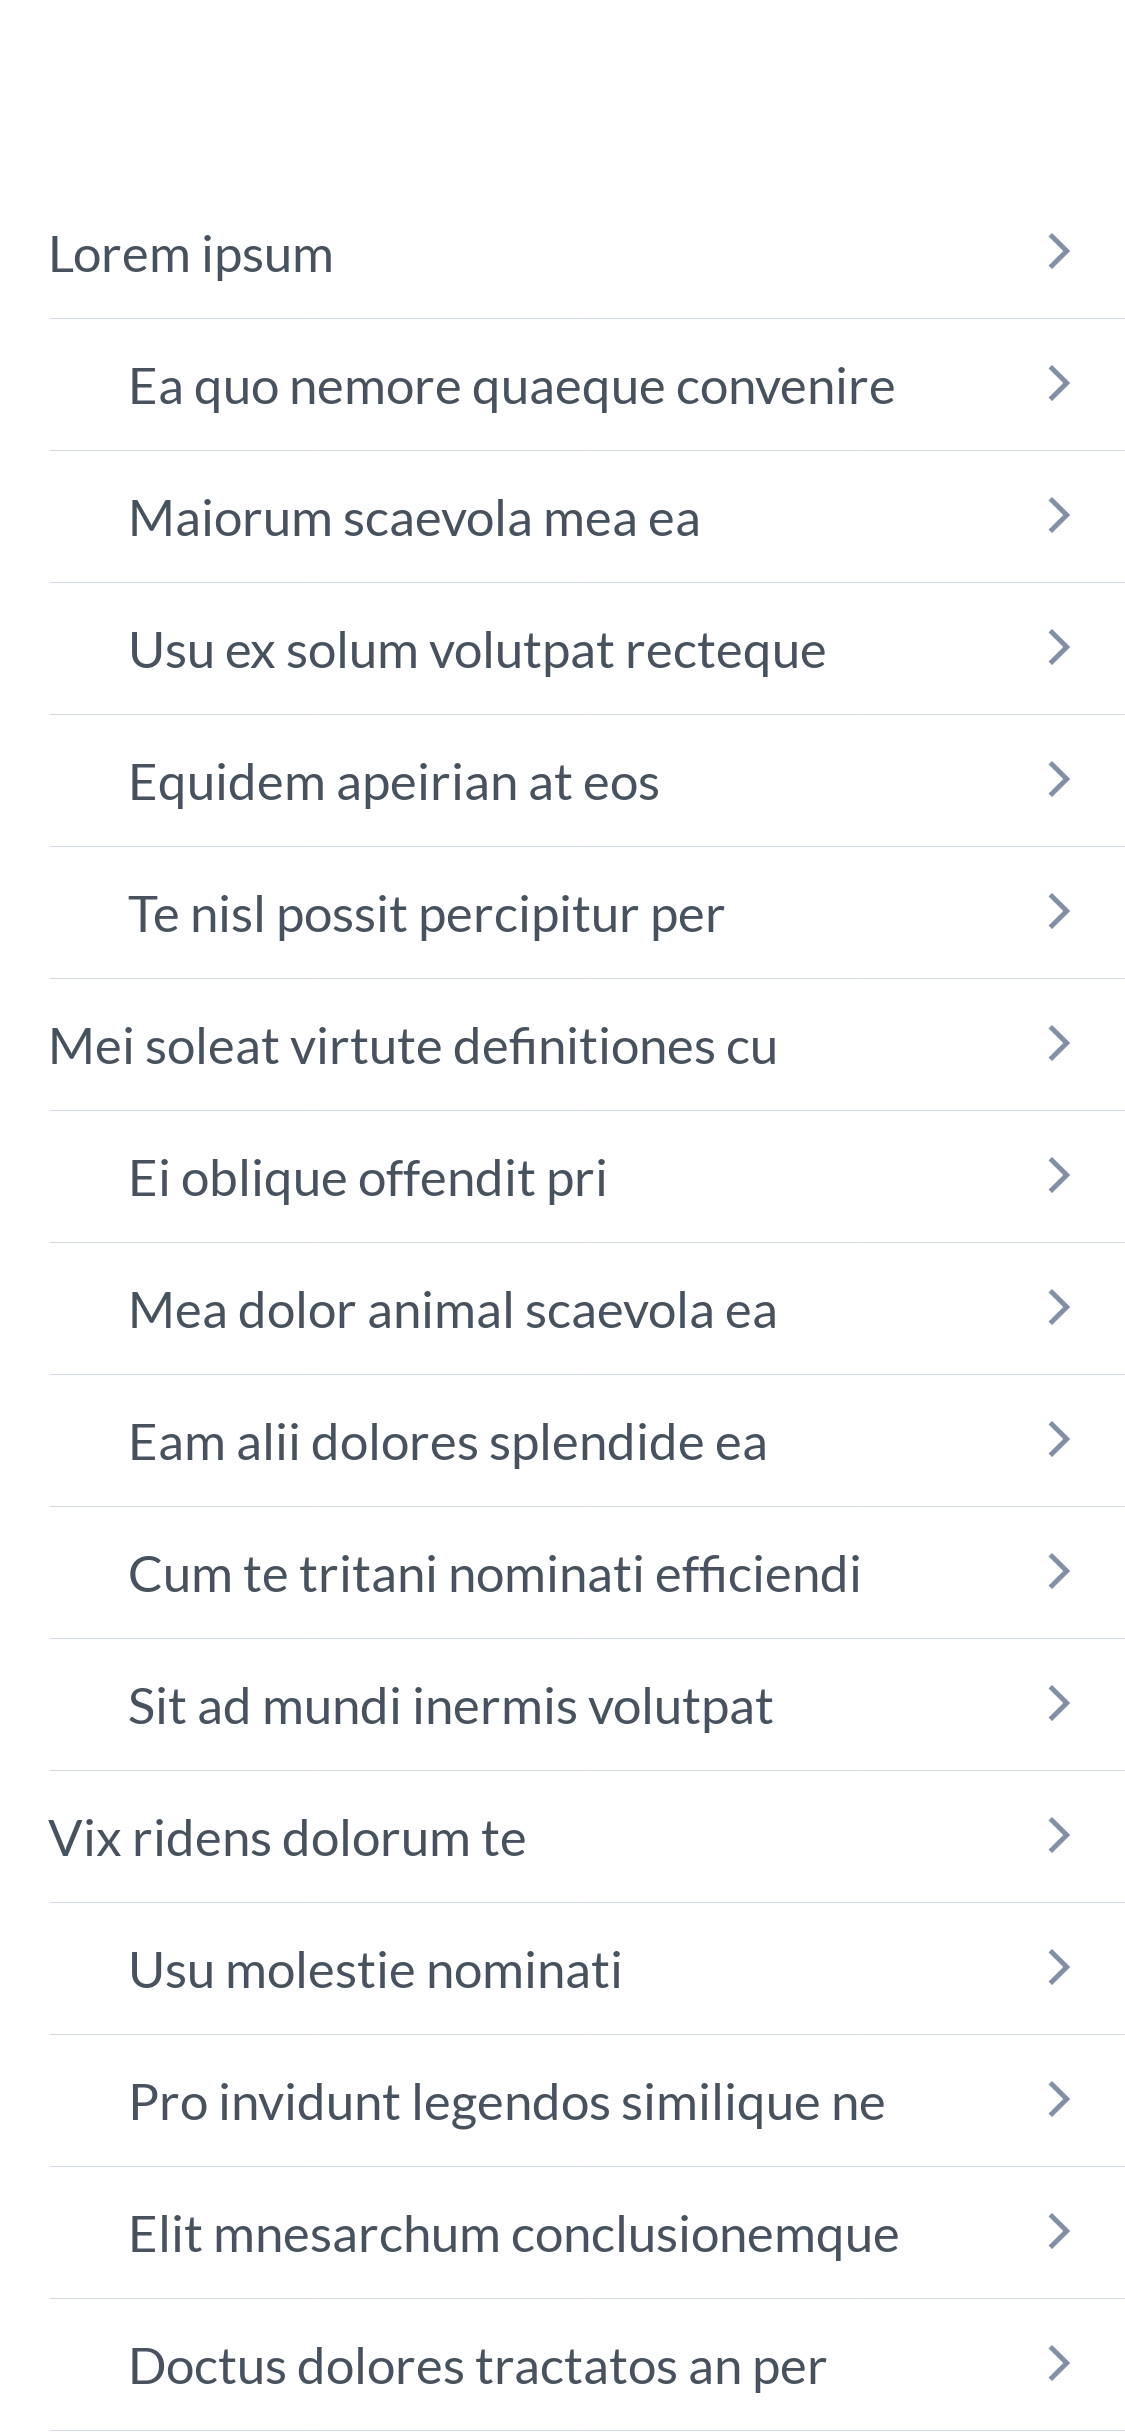 Lorem ipsum
Ea quo nemore quaeque convenire
Maiorum scaevola mea ea
Usu ex solum volutpat recteque
Equidem apeirian at eos
Te nisl possit percipitur per
Mei soleat virtute definitiones cu
Ei oblique offendit pri
Mea dolor animal scaevola ea
Eam alii dolores splendide ea
Cum te tritani nominati efficiendi
Sit ad mundi inermis volutpat
Vix ridens dolorum te
Usu molestie nominati
Pro invidunt legendos similique ne
Elit mnesarchum conclusionemque
Doctus dolores tractatos an per